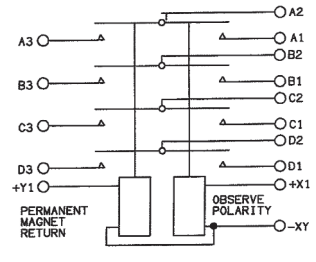 A2
A3
A1
B2
B3
B1
C2
C3
C1
D2
D3
D1
+Y1
+X1
PERMANENT
MAGNET
RETURN
OBSERVE
POLARITY
-XY